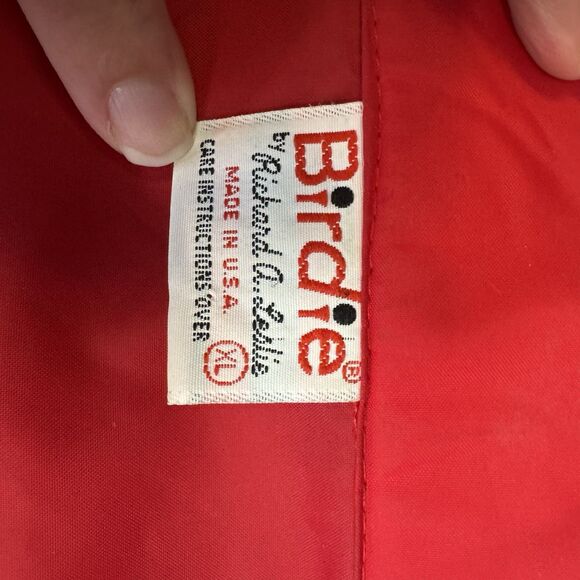 Birdie®
by Richard A. Leslie
MADE IN U.S.A.
XL
CARE INSTRUCTIONS OVER